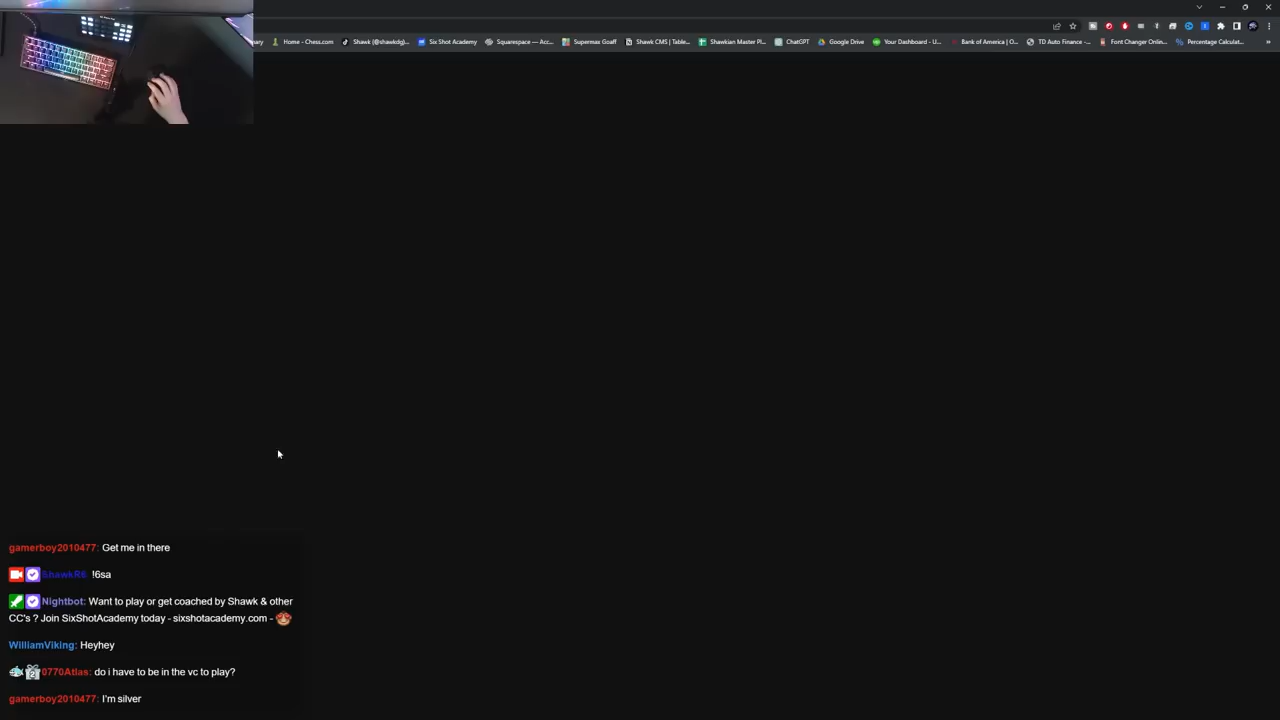 Home - Chess.com
Shawk (@shawkdg)...
Six Shot Academy
Squarespace — Acc...
Supermax Goaff
Shawk CMS | Table...
Shawkian Master Pl...
ChatGPT
Google Drive
Your Dashboard - U...
Bank of America | O...
TD Auto Finance -...
Font Changer Onlin...
Percentage Calculat...
gamerboy2010477: Get me in there
ShawkR6 !6sa
Nightbot: Want to play or get coached by Shawk & other
CC's ? Join SixShotAcademy today - sixshotacademy.com -
WilliamViking: Heyhey
0770Atlas: do i have to be in the vc to play?
gamerboy2010477: I'm silver